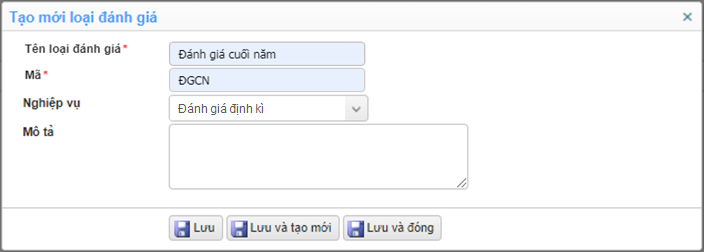 Tạo mới loại đánh giá
Tên loại đánh giá* Đánh giá cuối năm
Mã* ĐGCN
Nghiệp vụ Đánh giá định kì
Mô tả
Lưu Lưu và tạo mới Lưu và đóng